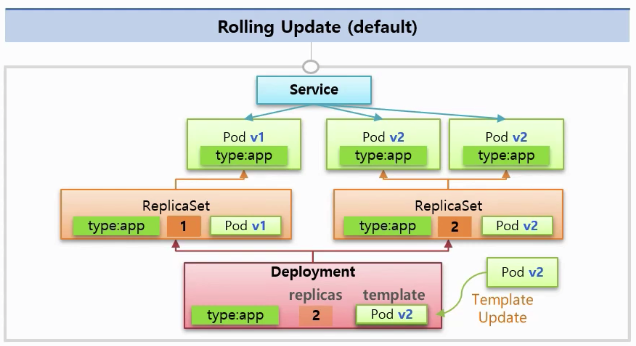 Rolling Update (default)
Service
Pod v1
type:app
Pod v2
type:app
Pod v2
type:app
ReplicaSet
type:app 1 Pod v1
ReplicaSet
type:app 2 Pod v2
Deployment
replicas template
type:app 2 Pod v2
Pod v2
Template
Update